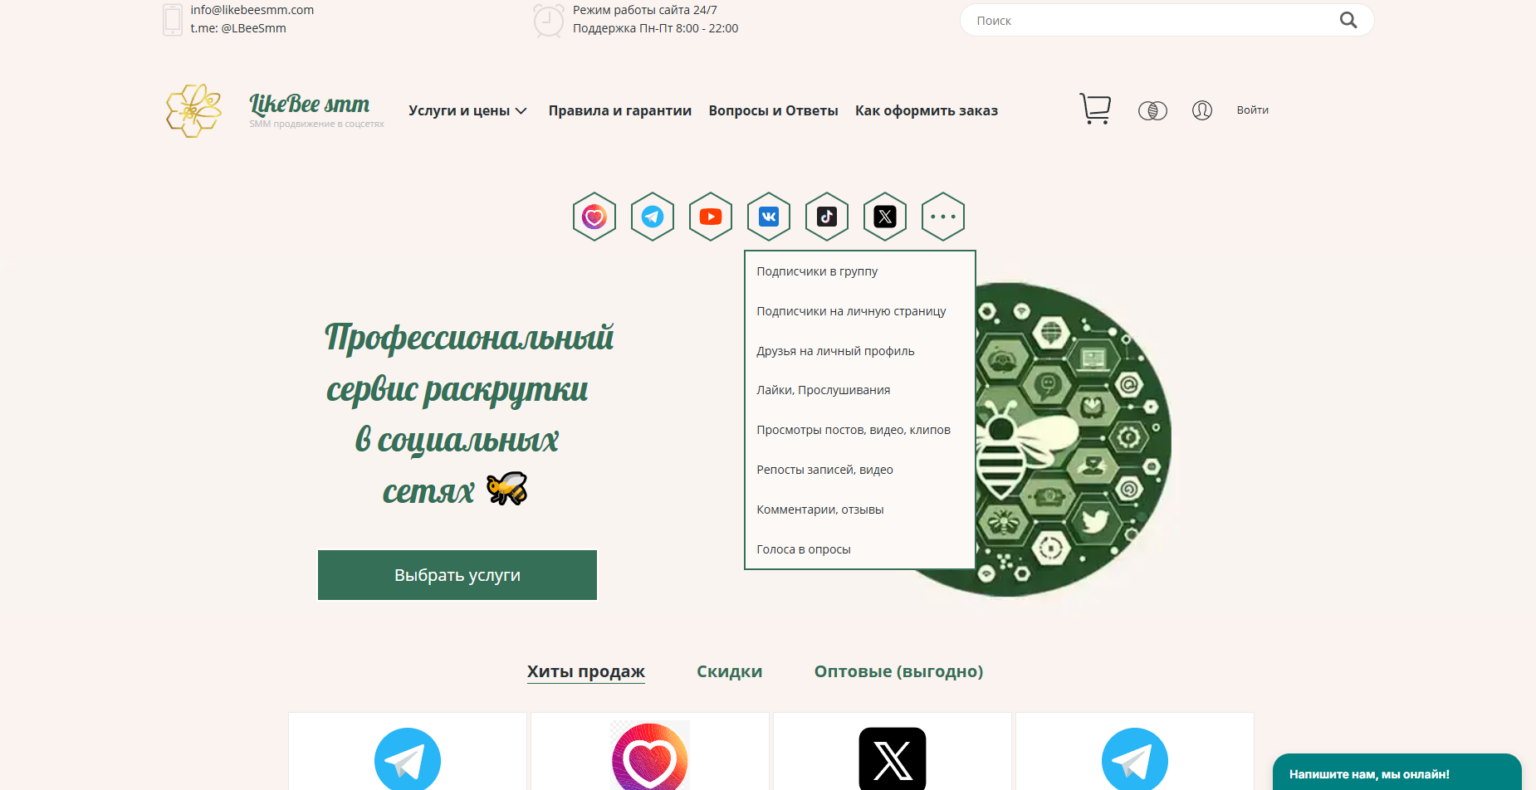 info@likebeesmm.com
t.me: @LBeeSmm
Режим работы сайта 24/7
Поддержка Пн-Пт 8:00 - 22:00
Поиск
LikeBee smm
SMM продвижение в соцсетях
Услуги и цены
Правила и гарантии
Вопросы и Ответы
Как оформить заказ
Войти
Подписчики в группу
Подписчики на личную страницу
Друзья на личный профиль
Лайки, Прослушивания
Просмотры постов, видео, клипов
Репосты записей, видео
Комментарии, отзывы
Голоса в опросы
Профессиональный
сервис раскрутки
в социальных
сетях
Выбрать услуги
Хиты продаж
Скидки
Оптовые (выгодно)
Напишите нам, мы онлайн!